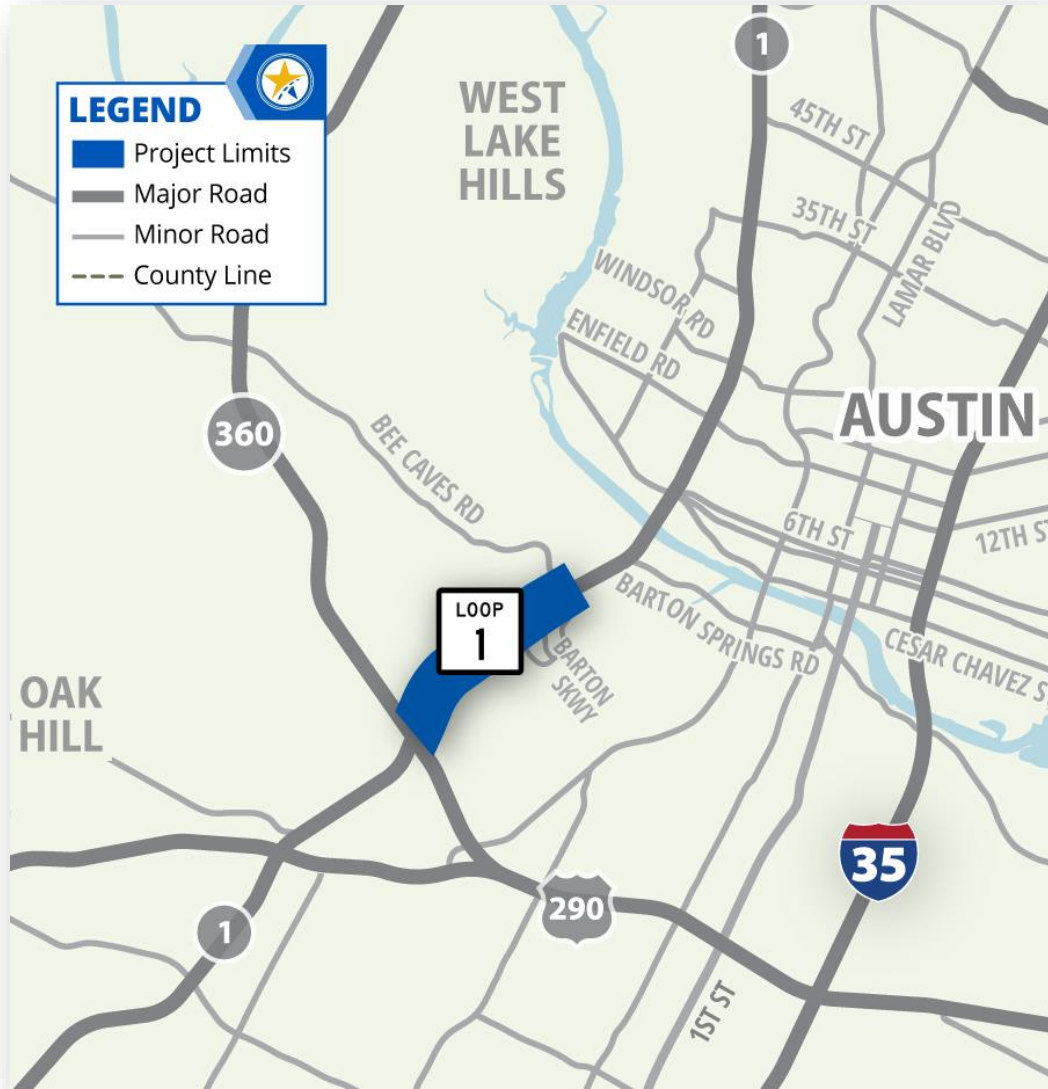 LEGEND
Project Limits
Major Road
Minor Road
County Line
1
WEST
LAKE
HILLS
45TH ST
35TH ST
LAMAR BLVD
WINDSOR RD
ENFIELD RD
AUSTIN
360
BEE CAVES RD
6TH ST
12TH ST
LOOP
1
BARTON SPRINGS RD
BARTON
SKWY
CESAR CHAVEZ S
OAK
HILL
35
290
1
1ST ST